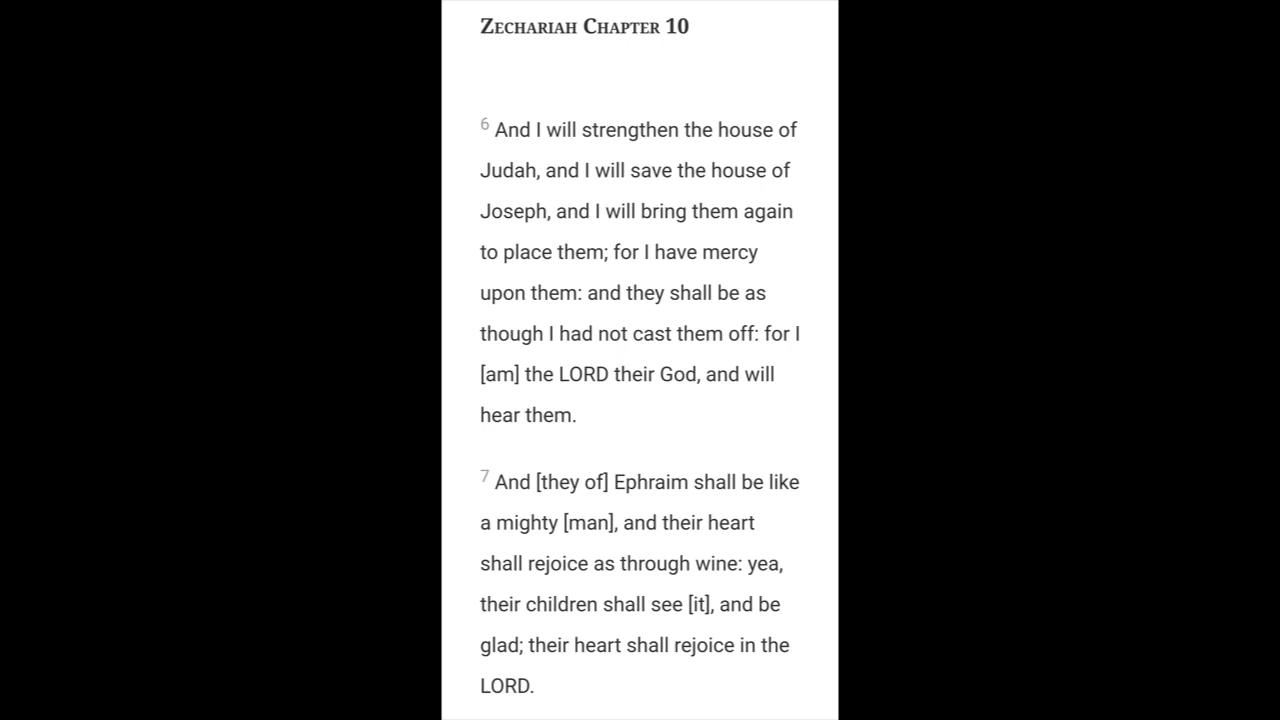 Zechariah Chapter 10
6 And I will strengthen the house of
Judah, and I will save the house of
Joseph, and I will bring them again
to place them; for I have mercy
upon them: and they shall be as
though I had not cast them off: for I
[am] the LORD their God, and will
hear them.
7 And [they of] Ephraim shall be like
a mighty [man], and their heart
shall rejoice as through wine: yea,
their children shall see [it], and be
glad; their heart shall rejoice in the
LORD.